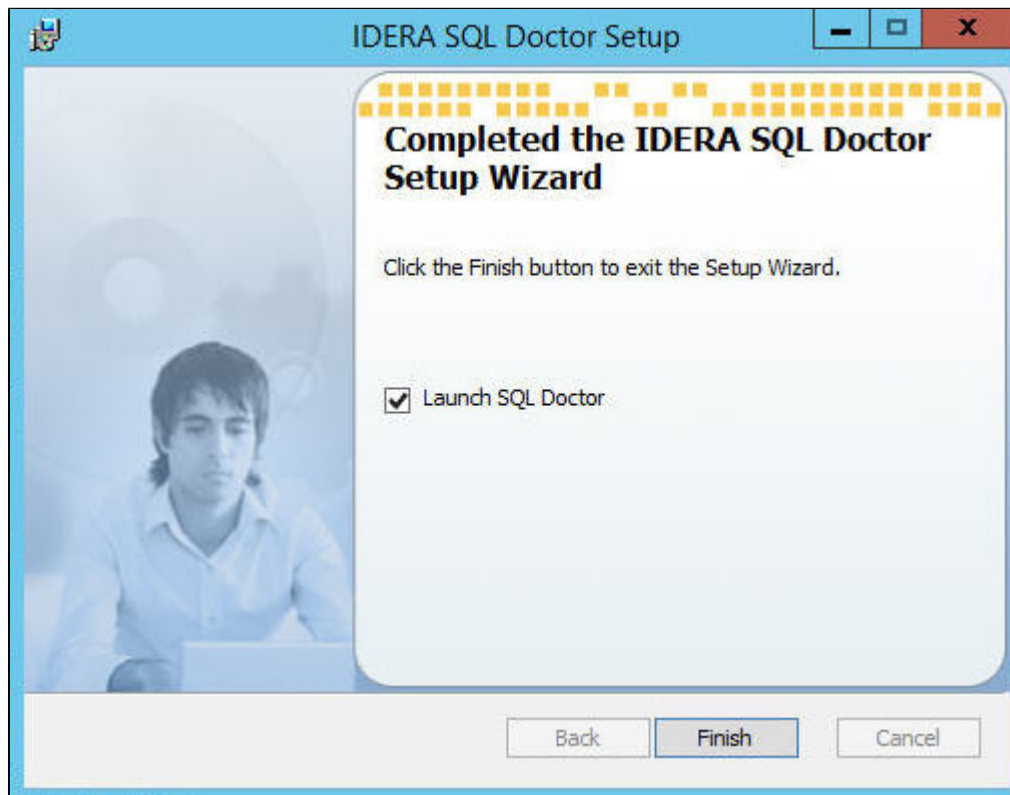 IDERA SQL Doctor Setup
Completed the IDERA SQL Doctor
Setup Wizard
Click the Finish button to exit the Setup Wizard.
Launch SQL Doctor
Back
Finish
Cancel